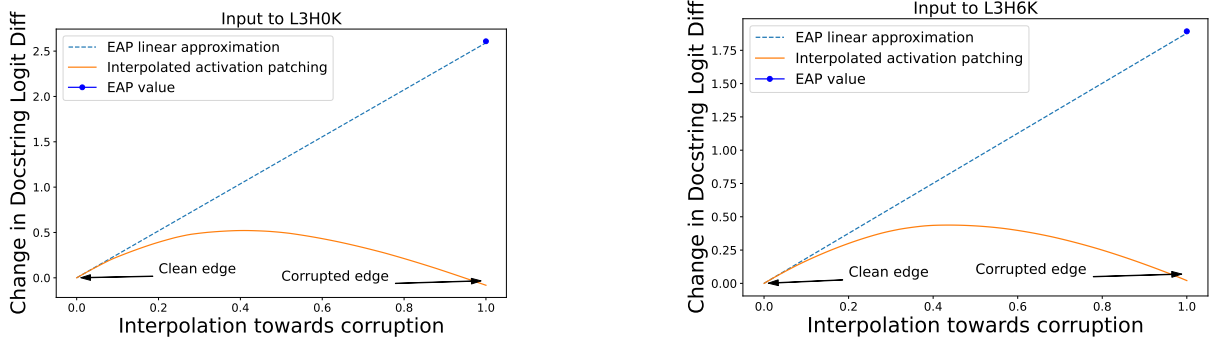 Input to L3H0K
Change in Docstring Logit Diff
2.5
2.0
1.5
1.0
0.5
0.0
EAP linear approximation
Interpolated activation patching
EAP value
Clean edge
Corrupted edge
0.0 0.2 0.4 0.6 0.8 1.0
Interpolation towards corruption
Input to L3H6K
Change in Docstring Logit Diff
1.75
1.50
1.25
1.00
0.75
0.50
0.25
0.00
EAP linear approximation
Interpolated activation patching
EAP value
Clean edge
Corrupted edge
0.0 0.2 0.4 0.6 0.8 1.0
Interpolation towards corruption